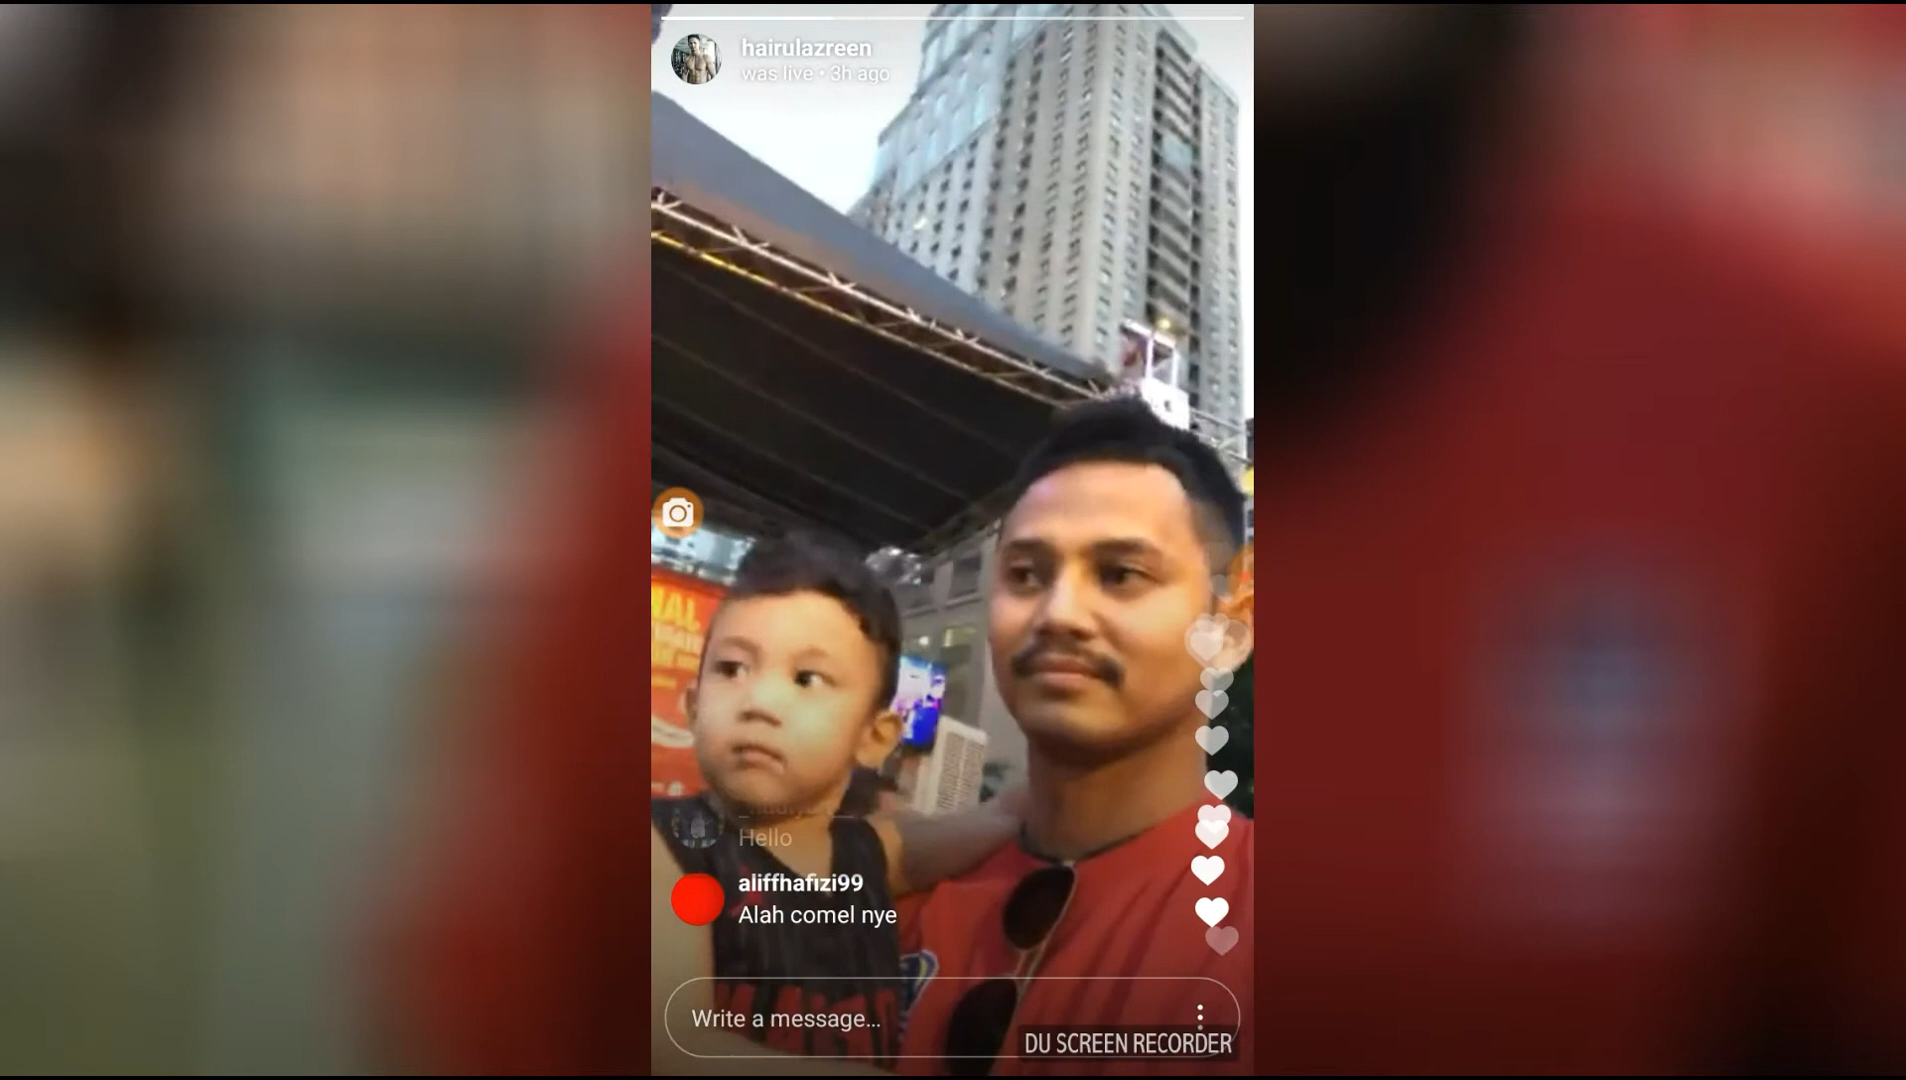 hairulazreen
was live • 3h ago
Hello
aliffhafizi99
Alah comel nye
Write a message...
DU SCREEN RECORDER